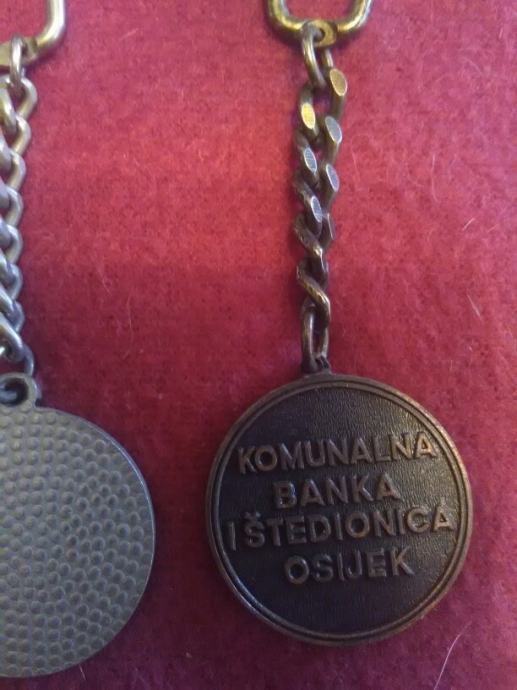 KOMUNALNA
BANKA
I ŠTEDIONICA
OSIJEK